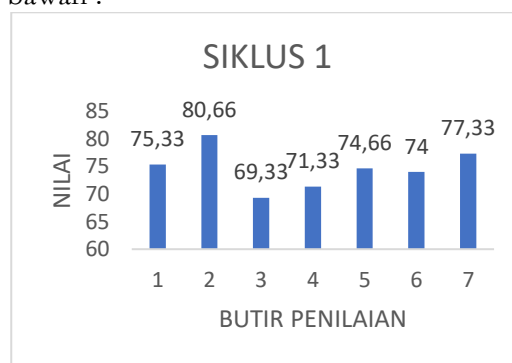 bawah :
SIKLUS 1
NILAI
85
80
75
70
65
60
75,33
80,66
69,33
71,33
74,66
74
77,33
1 2 3 4 5 6 7
BUTIR PENILAIAN